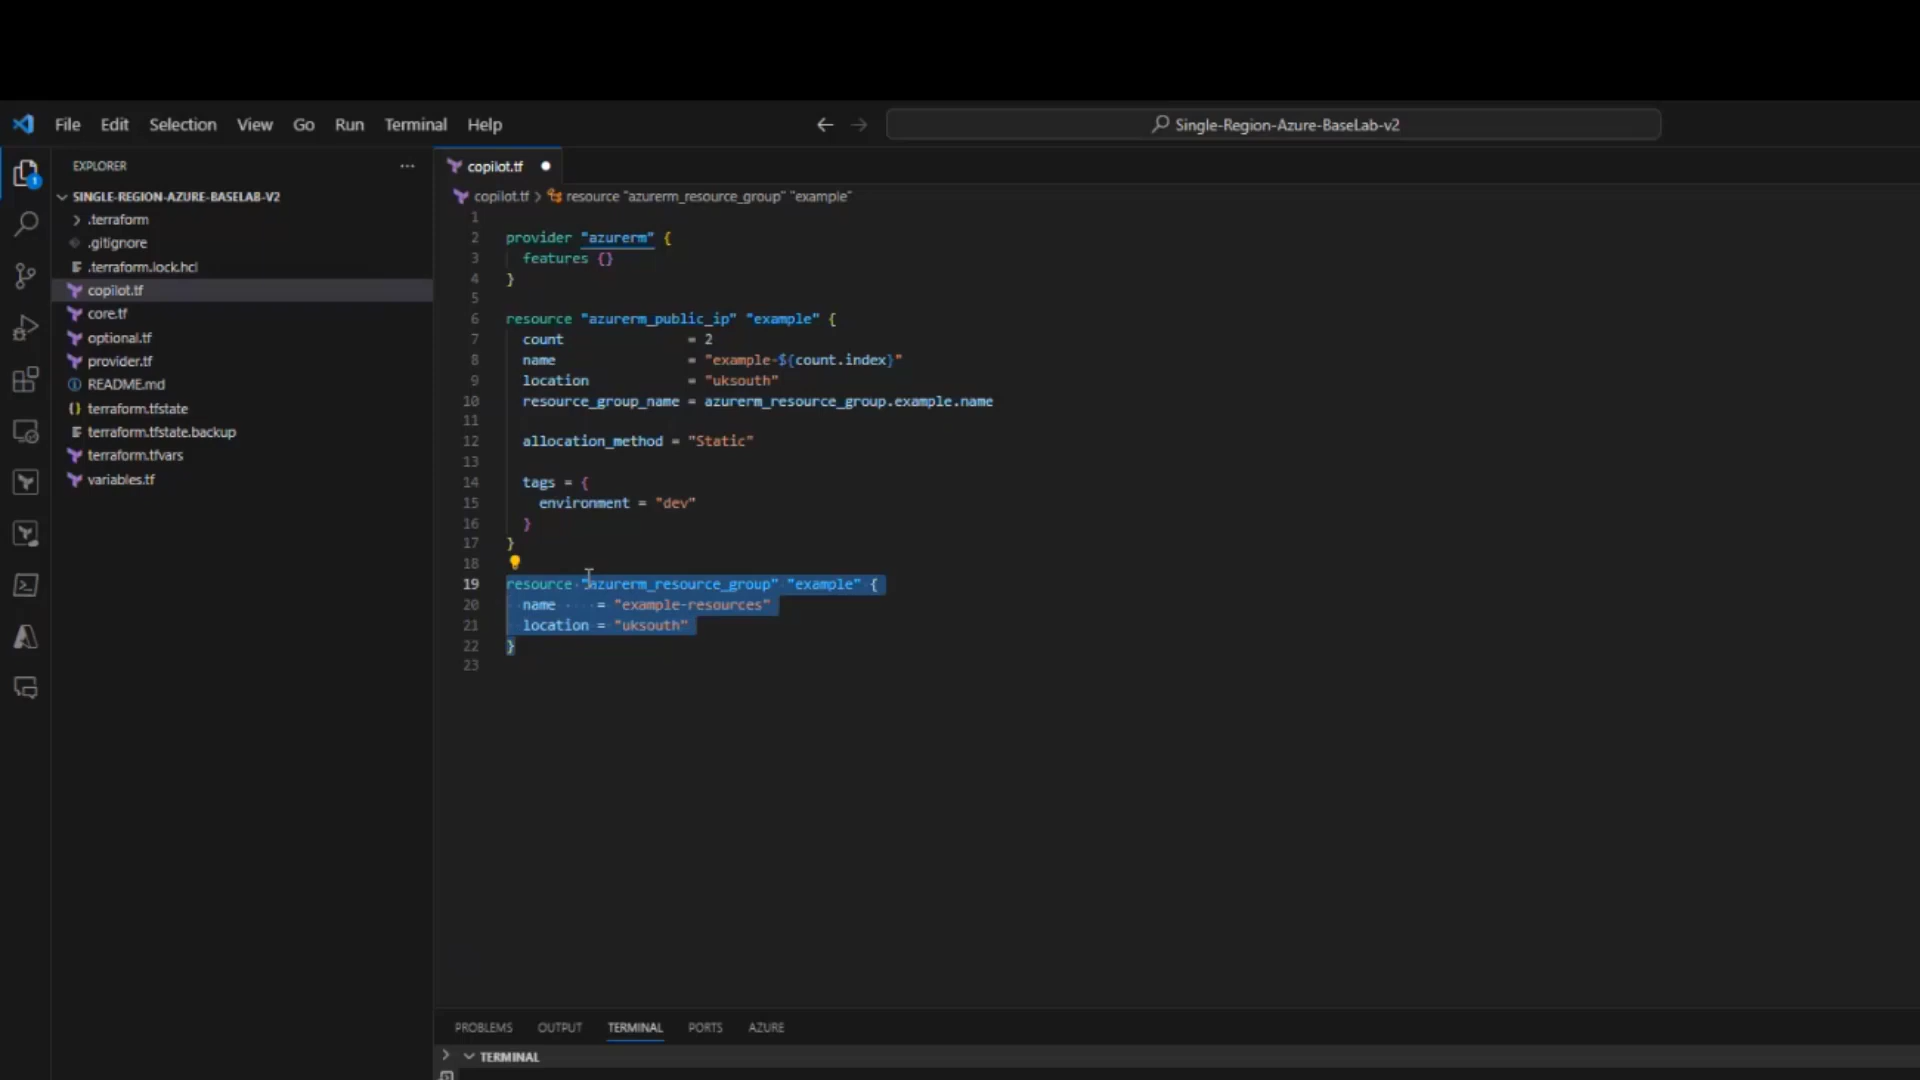 File Edit Selection View Go Run Terminal Help
Single-Region-Azure-BaseLab-v2
EXPLORER
SINGLE-REGION-AZURE-BASELAB-V2
.terraform
.gitignore
.terraform.lock.hcl
copilot.tf
core.tf
optional.tf
provider.tf
README.md
terraform.tfstate
terraform.tfstate.backup
terraform.tfvars
variables.tf
1
copilot.tf
copilot.tf > resource "azurerm_resource_group" "example"
1
2 provider "azurerm" {
3 features {}
4 }
5
6 resource "azurerm_public_ip" "example" {
7 count = 2
8 name = "example-${count.index}"
9 location = "uksouth"
10 resource_group_name = azurerm_resource_group.example.name
11
12 allocation_method = "Static"
13
14 tags = {
15 environment = "dev"
16 }
17 }
18
19 resource "azurerm_resource_group" "example" {
20 name = "example-resources"
21 location = "uksouth"
22 }
23
PROBLEMS OUTPUT TERMINAL PORTS AZURE
TERMINAL